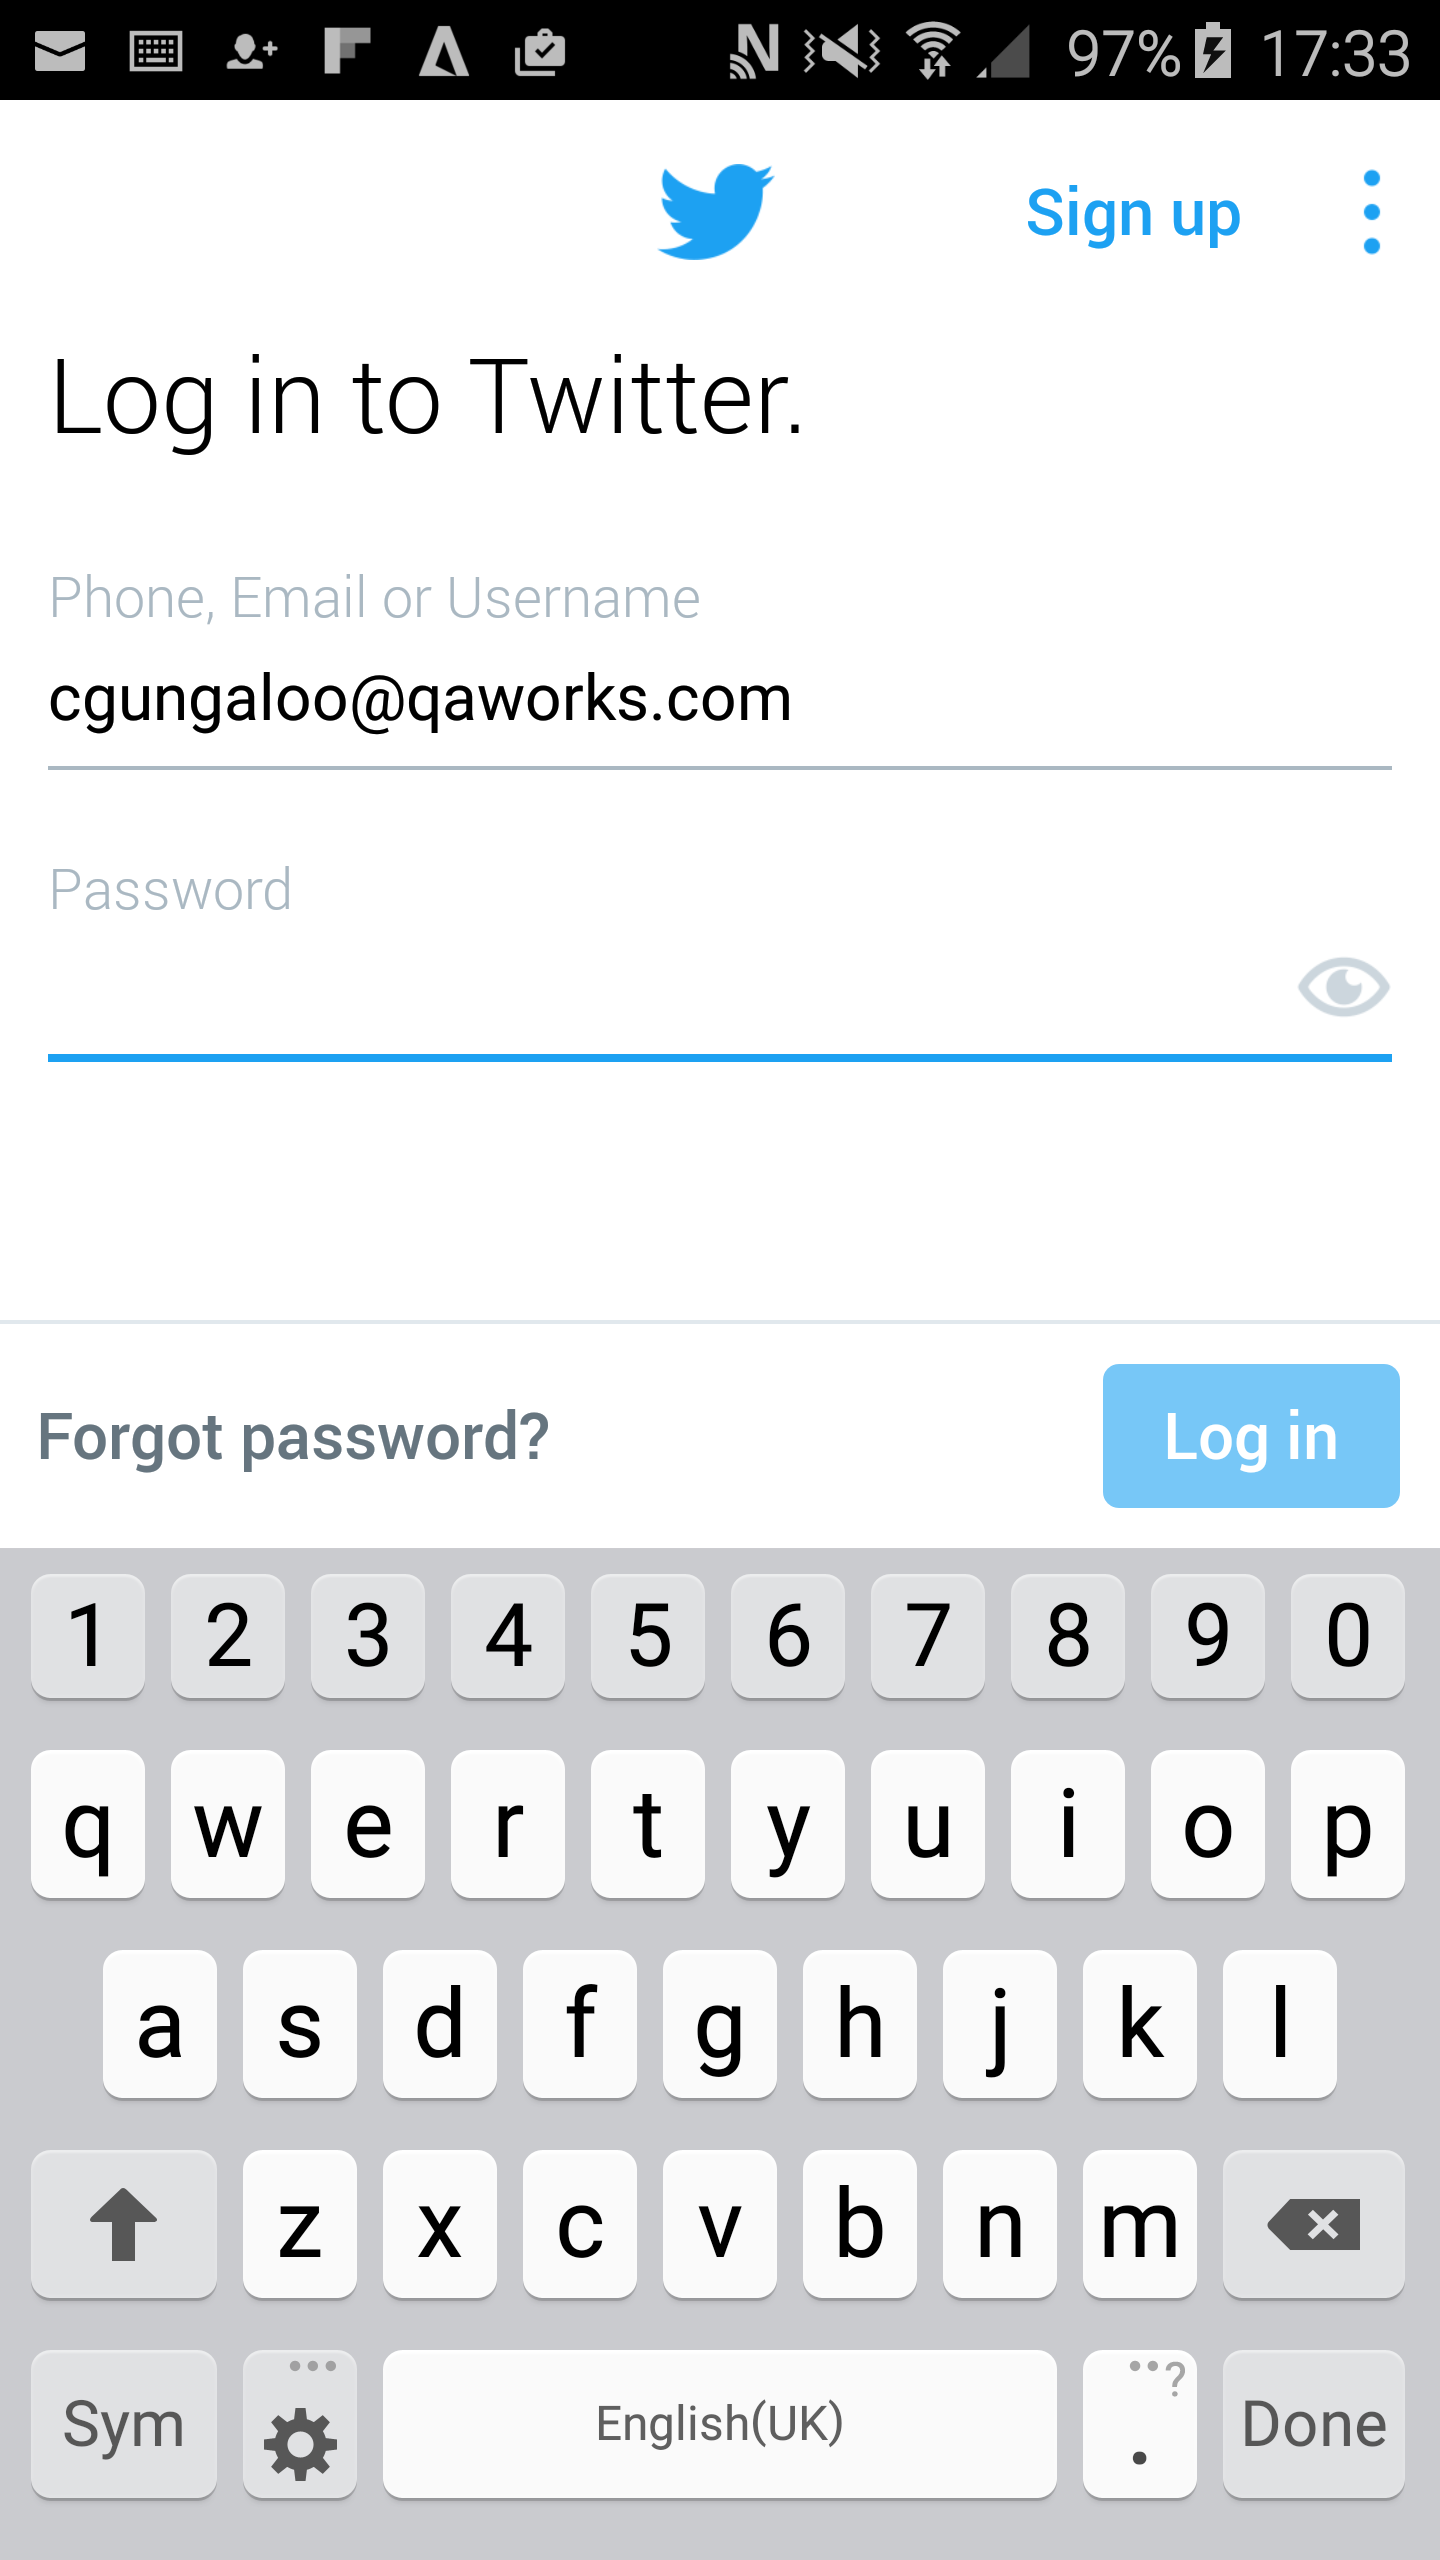 97% 17:33
Sign up
Log in to Twitter.
Phone, Email or Username
cgungaloo@qaworks.com
Password
Forgot password?
Log in
1 2 3 4 5 6 7 8 9 0
q w e r t y u i o p
a s d f g h j k l
z x c v b n m
Sym English(UK) . ? Done